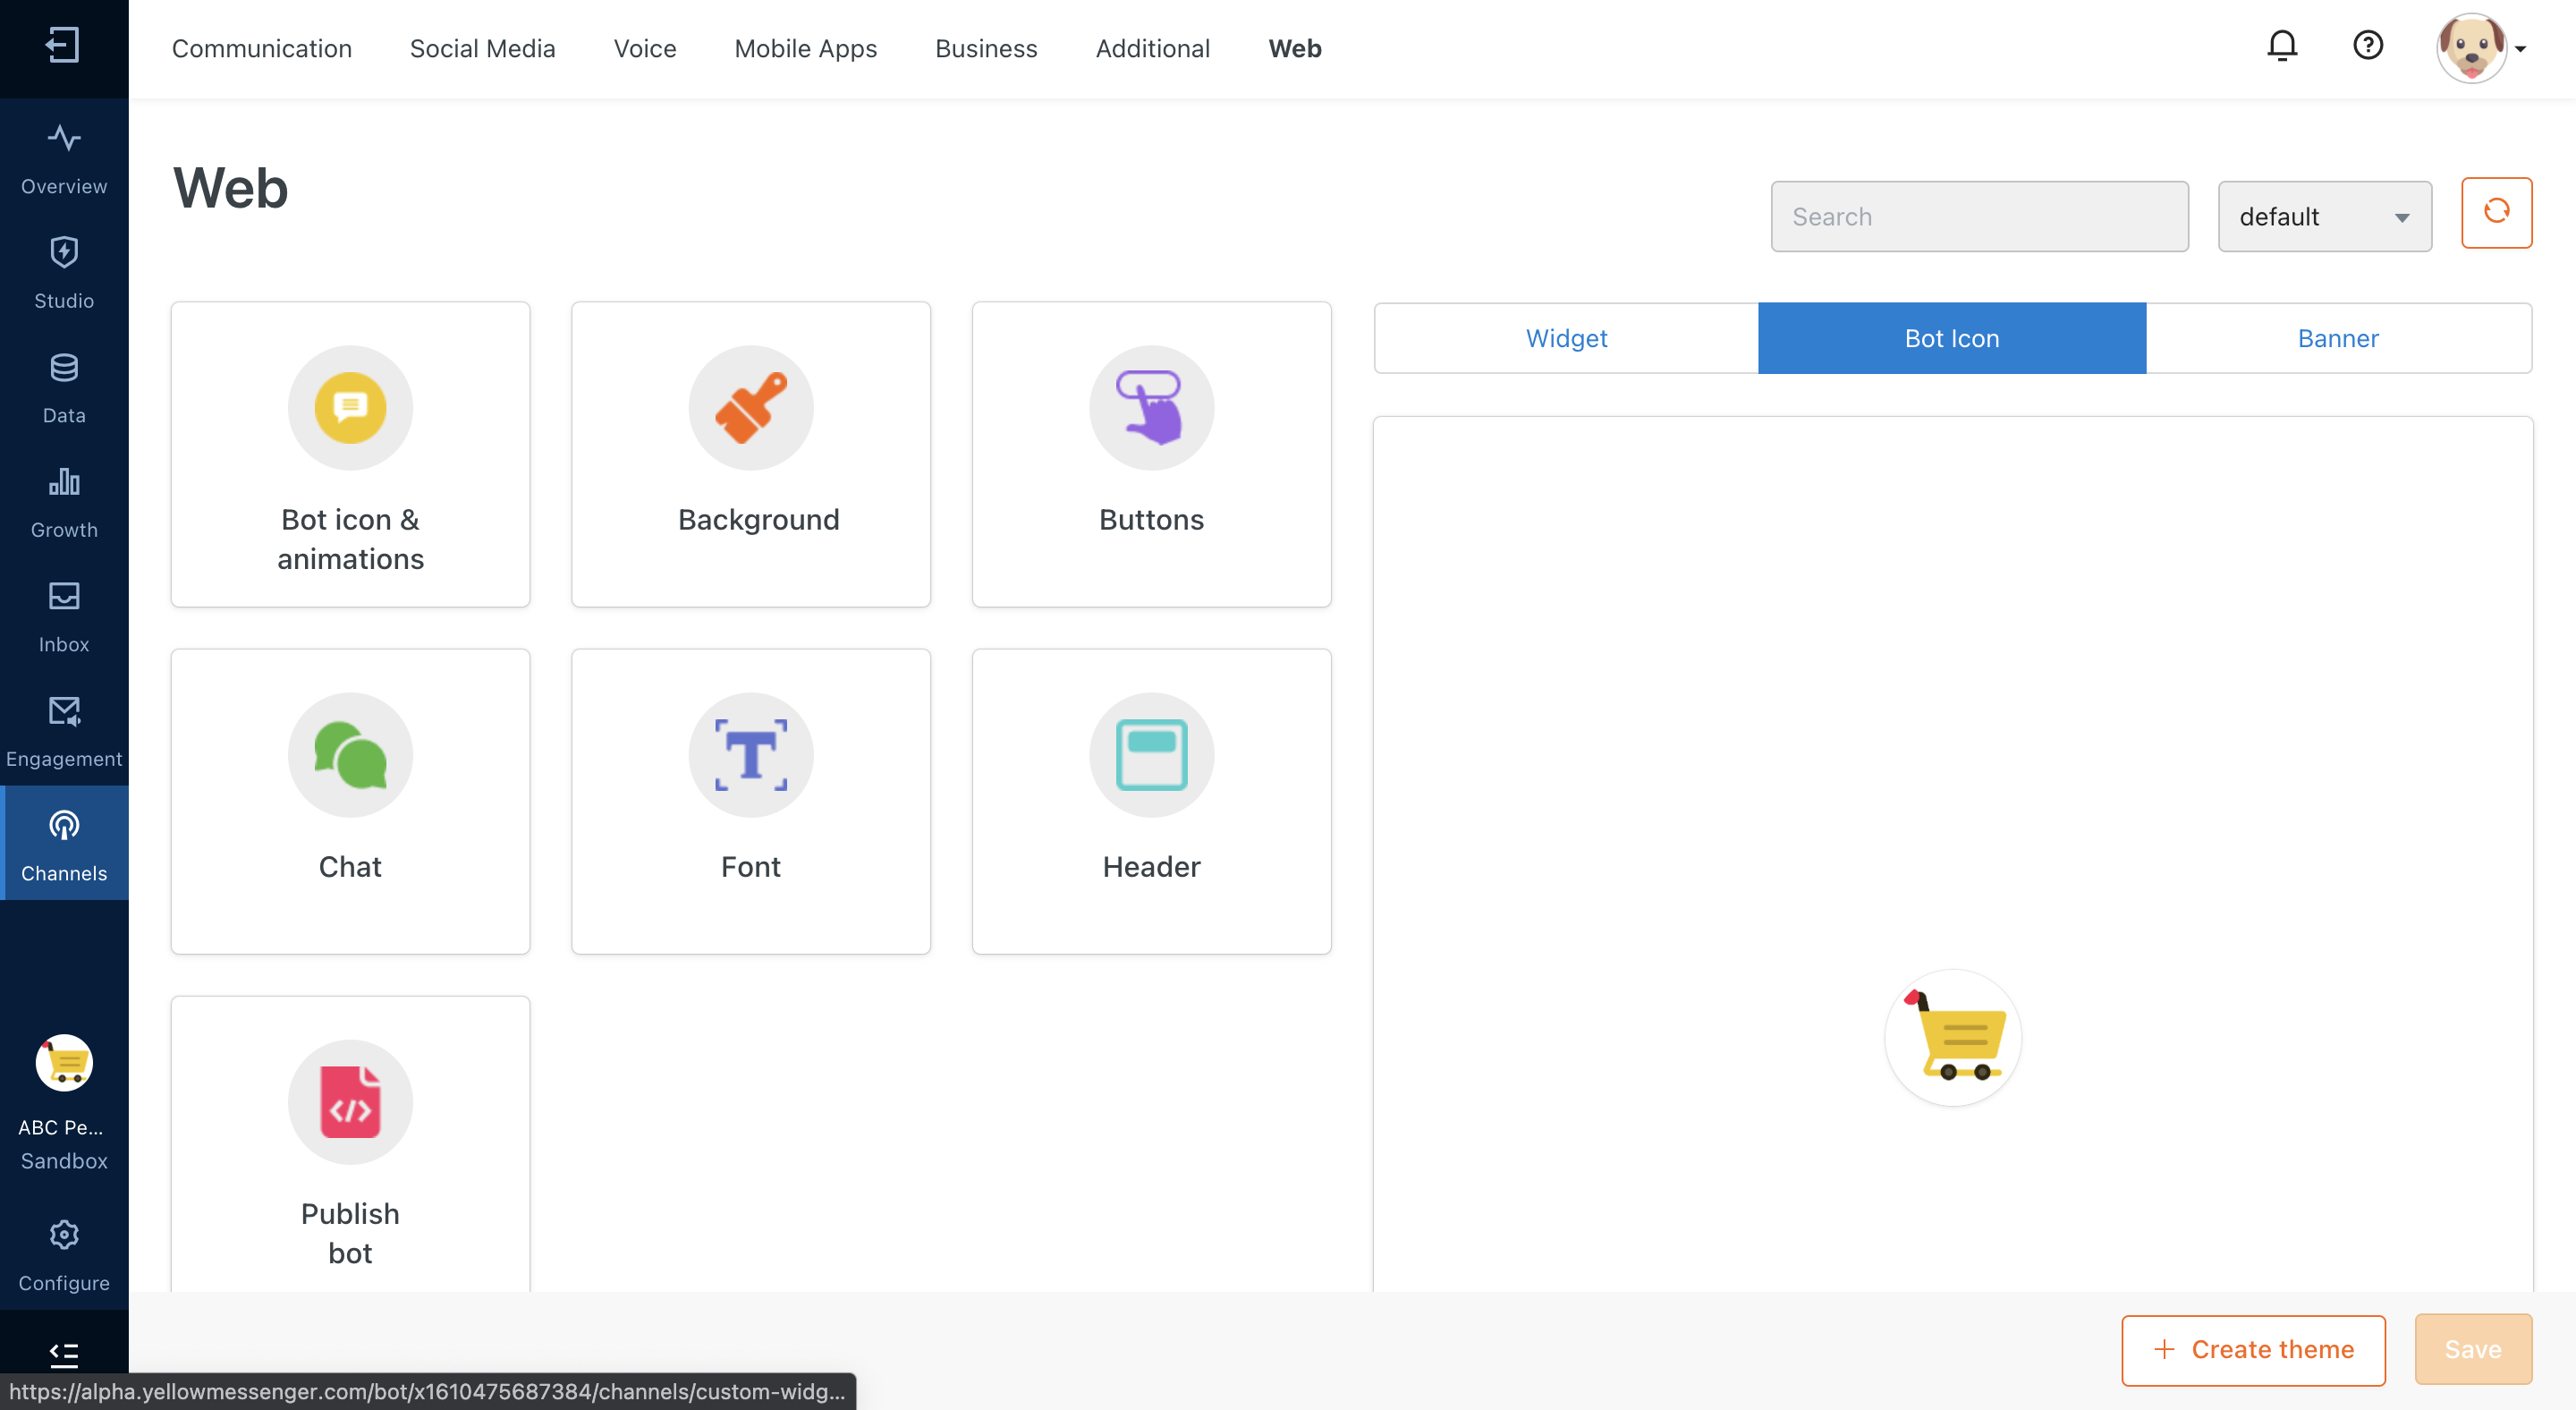 Communication
Social Media
Voice
Mobile Apps
Business
Additional
Web
Overview
Studio
Data
Growth
Inbox
Engagement
Channels
ABC Pe...
Sandbox
Configure
Web
Search
default
Widget
Bot Icon
Banner
Bot icon &
animations
Background
Buttons
Chat
Font
Header
Publish
bot
+ Create theme
Save
https://alpha.yellowmessenger.com/bot/x1610475687384/channels/custom-widg...